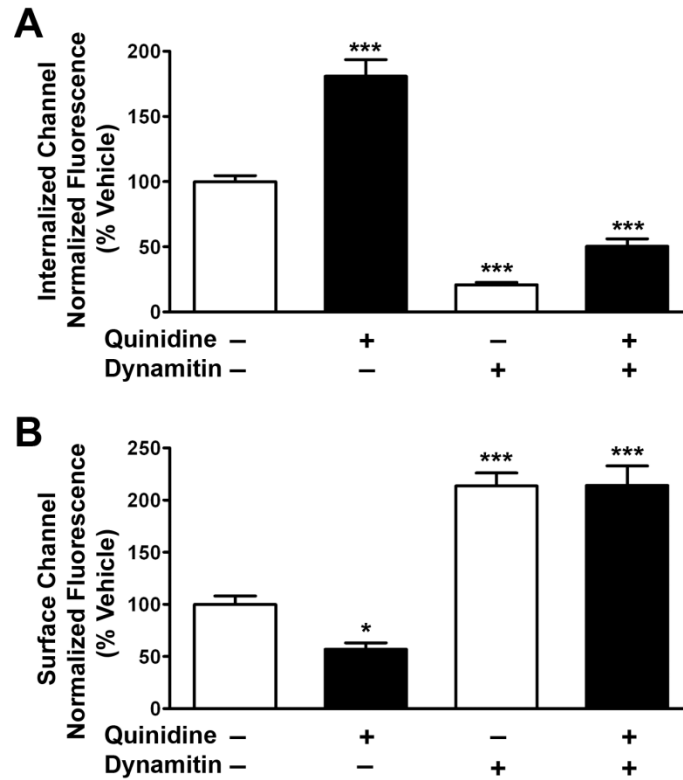 A
Internalized Channel
Normalized Fluorescence
(% Vehicle)
200
150
100
50
0
***
***
***
Quinidine – + – +
Dynamitin – – + +
B
Surface Channel
Normalized Fluorescence
(% Vehicle)
250
200
150
100
50
0
*
***
***
Quinidine – + – +
Dynamitin – – + +